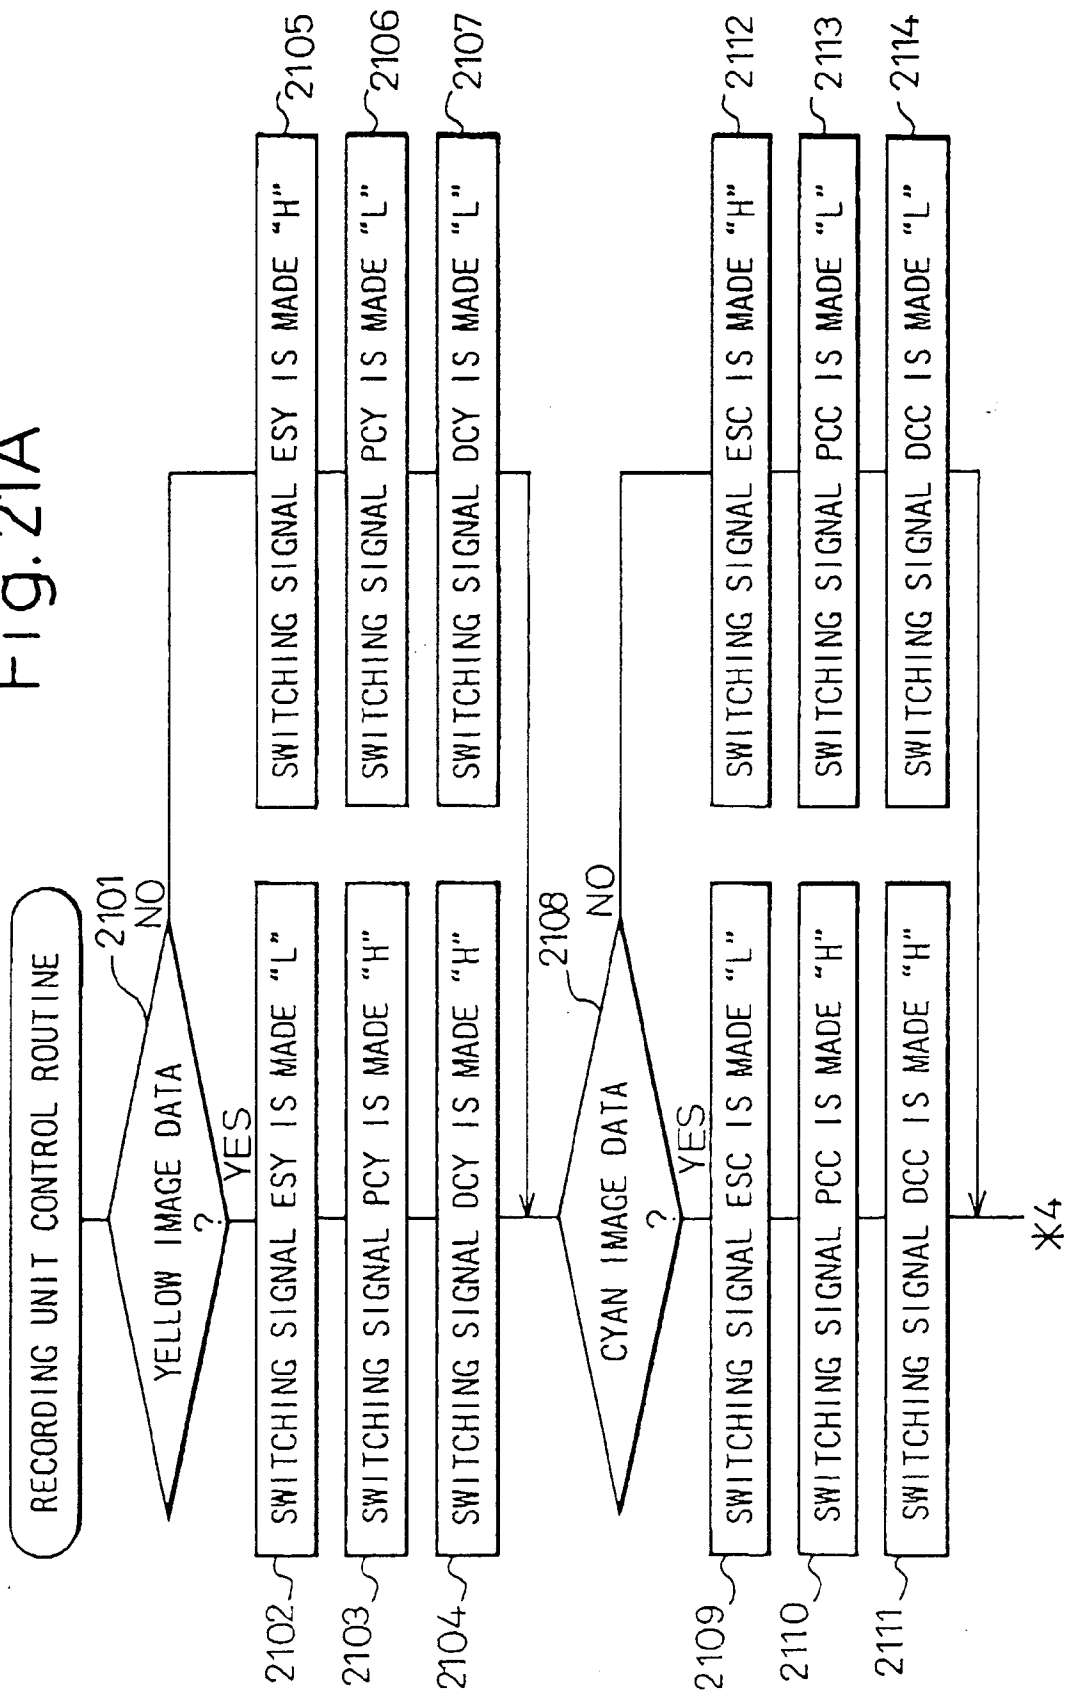 Fig. 21A
RECORDING UNIT CONTROL ROUTINE
2101
YELLOW IMAGE DATA
?
NO
YES
2102
SWITCHING SIGNAL ESY IS MADE "L"
2103
SWITCHING SIGNAL PCY IS MADE "H"
2104
SWITCHING SIGNAL DCY IS MADE "H"
SWITCHING SIGNAL ESY IS MADE "H"
2105
SWITCHING SIGNAL PCY IS MADE "L"
2106
SWITCHING SIGNAL DCY IS MADE "L"
2107
2108
CYAN IMAGE DATA
?
NO
YES
2109
SWITCHING SIGNAL ESC IS MADE "L"
2110
SWITCHING SIGNAL PCC IS MADE "H"
2111
SWITCHING SIGNAL DCC IS MADE "H"
SWITCHING SIGNAL ESC IS MADE "H"
2112
SWITCHING SIGNAL PCC IS MADE "L"
2113
SWITCHING SIGNAL DCC IS MADE "L"
2114
*4